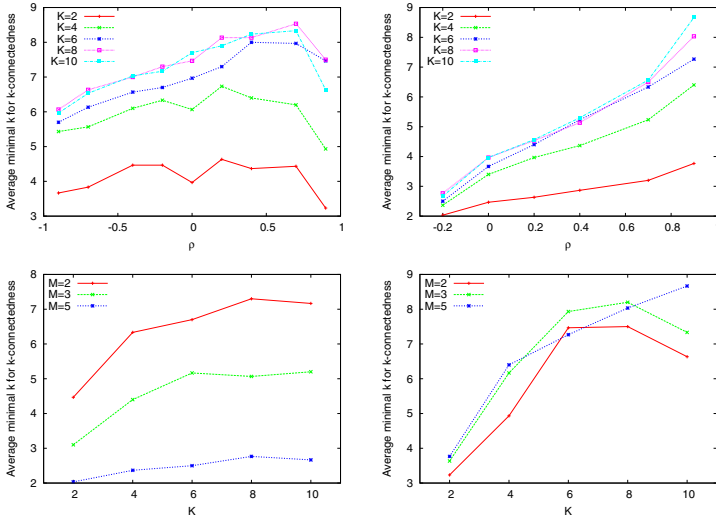 K=2
K=4
K=6
K=8
K=10
Average minimal k for k-connectedness
9
8
7
6
5
4
3
-1
-0.5
0
0.5
1
ρ
K=2
K=4
K=6
K=8
K=10
Average minimal k for k-connectedness
9
8
7
6
5
4
3
2
-0.2
0
0.2
0.4
0.6
0.8
1
ρ
M=2
M=3
M=5
Average minimal k for k-connectedness
8
7
6
5
4
3
2
2
4
6
8
10
K
M=2
M=3
M=5
Average minimal k for k-connectedness
9
8
7
6
5
4
3
2
4
6
8
10
K